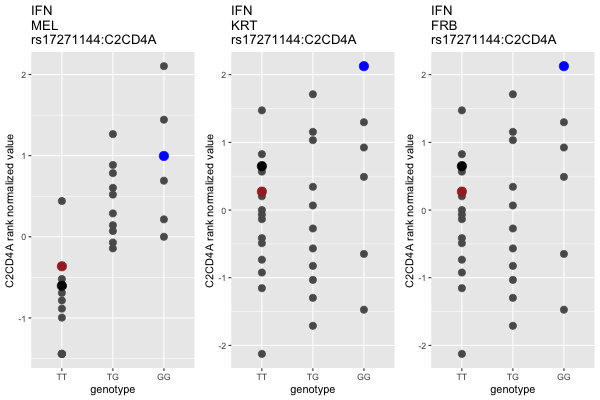 IFN
MEL
rs17271144:C2CD4A
C2CD4A rank normalized value
2
1
0
-1
TT TG GG
genotype
IFN
KRT
rs17271144:C2CD4A
C2CD4A rank normalized value
2
1
0
-1
-2
TT TG GG
genotype
IFN
FRB
rs17271144:C2CD4A
C2CD4A rank normalized value
2
1
0
-1
-2
TT TG GG
genotype